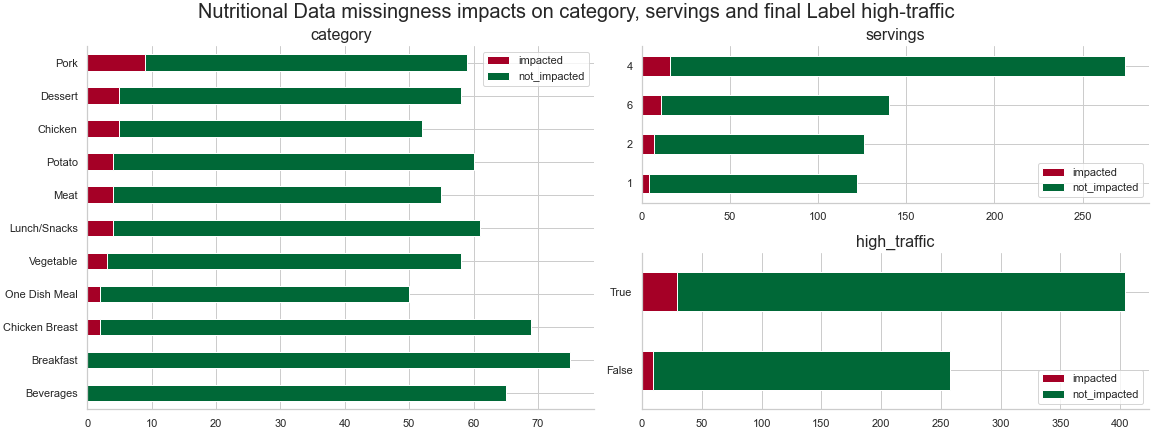 Nutritional Data missingness impacts on category, servings and final Label high-traffic
category
Pork
Dessert
Chicken
Potato
Meat
Lunch/Snacks
Vegetable
One Dish Meal
Chicken Breast
Breakfast
Beverages
0 10 20 30 40 50 60 70
impacted
not_impacted
servings
4
6
2
1
0 50 100 150 200 250
impacted
not_impacted
high_traffic
True
False
0 50 100 150 200 250 300 350 400
impacted
not_impacted